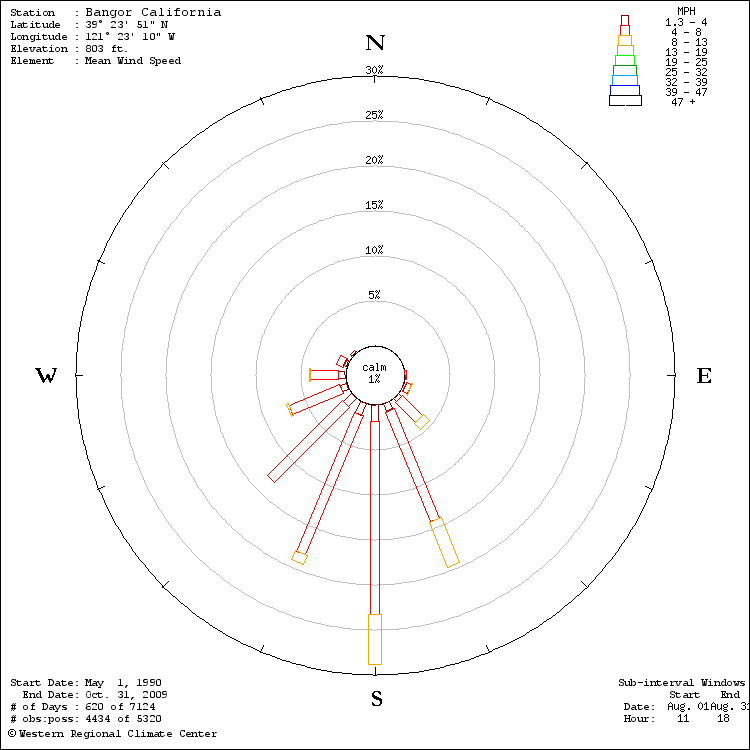 Station : Bangor California
Latitude : 39° 23' 51" N
Longitude : 121° 23' 10" W
Elevation : 803 ft.
Element : Mean Wind Speed
MPH
1.3 - 4
4 - 8
8 - 13
13 - 19
19 - 25
25 - 32
32 - 39
39 - 47
47 +
N
30%
25%
20%
15%
10%
5%
calm
1%
W
E
S
Start Date: May 1, 1990
End Date: Oct. 31, 2009
# of Days : 620 of 7124
# obs:poss: 4434 of 5320
© Western Regional Climate Center
Sub-interval Windows
Start End
Date: Aug. 01 Aug. 31
Hour: 11 18